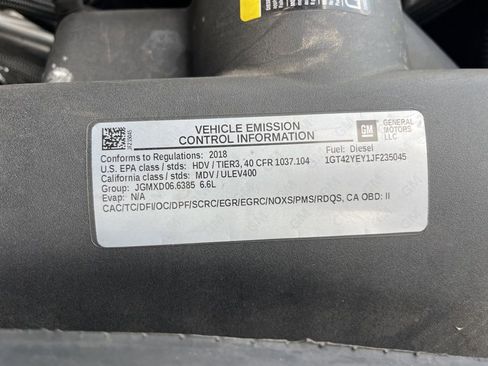 VEHICLE EMISSION
CONTROL INFORMATION
GM
GENERAL
MOTORS
LLC
JF235045
Conforms to Regulations: 2018
Fuel: Diesel
U.S. EPA class / stds: HDV / TIER3, 40 CFR 1037.104
1GT42YEY1JF235045
California class / stds: MDV / ULEV400
Group: JGMXD06.6385 6.6L
Evap: N/A
CAC/TC/DFI/OC/DPF/SCRC/EGR/EGRC/NOXS/PMS/RDQS, CA OBD: II